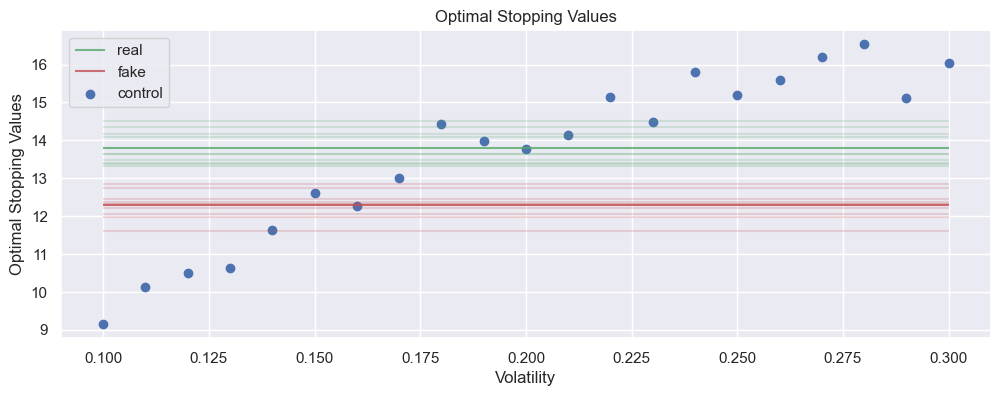 Optimal Stopping Values
real
fake
control
Optimal Stopping Values
16
15
14
13
12
11
10
9
0.100 0.125 0.150 0.175 0.200 0.225 0.250 0.275 0.300
Volatility